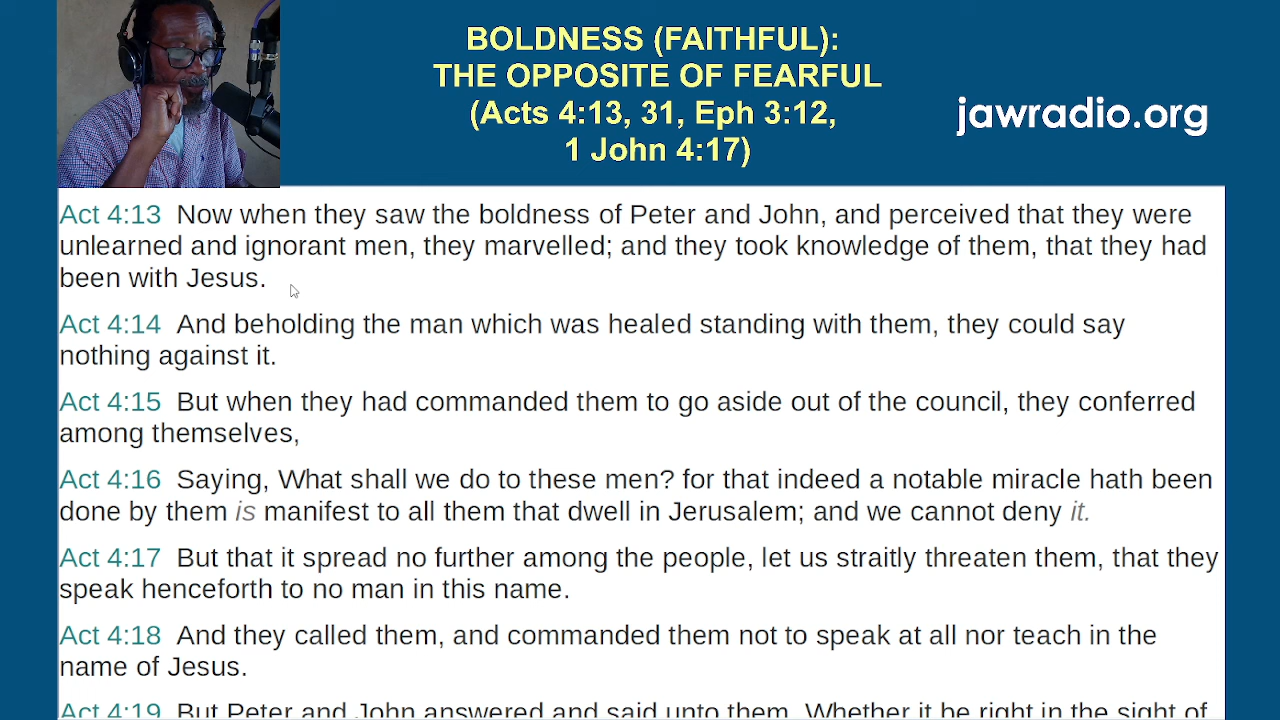 BOLDNESS (FAITHFUL):
THE OPPOSITE OF FEARFUL
(Acts 4:13, 31, Eph 3:12,
1 John 4:17)
jawradio.org
Act 4:13 Now when they saw the boldness of Peter and John, and perceived that they were
unlearned and ignorant men, they marvelled; and they took knowledge of them, that they had
been with Jesus.
Act 4:14 And beholding the man which was healed standing with them, they could say
nothing against it.
Act 4:15 But when they had commanded them to go aside out of the council, they conferred
among themselves,
Act 4:16 Saying, What shall we do to these men? for that indeed a notable miracle hath been
done by them is manifest to all them that dwell in Jerusalem; and we cannot deny it.
Act 4:17 But that it spread no further among the people, let us straitly threaten them, that they
speak henceforth to no man in this name.
Act 4:18 And they called them, and commanded them not to speak at all nor teach in the
name of Jesus.
Act 4:19 But Peter and John answered and said unto them, Whether it be right in the sight of